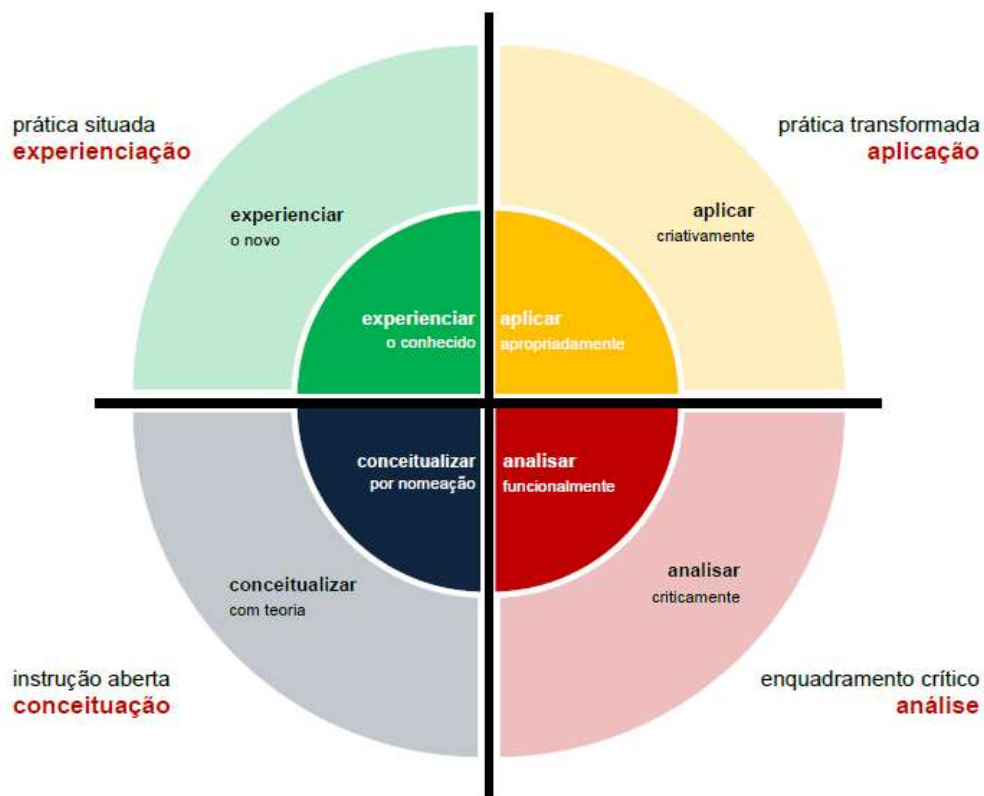 prática situada
experienciação
prática transformada
aplicação
experienciar
o novo
aplicar
criativamente
experienciar
o conhecido
aplicar
apropriadamente
conceitualizar
por nomeação
analisar
funcionalmente
conceitualizar
com teoria
analisar
criticamente
instrução aberta
conceituação
enquadramento crítico
análise